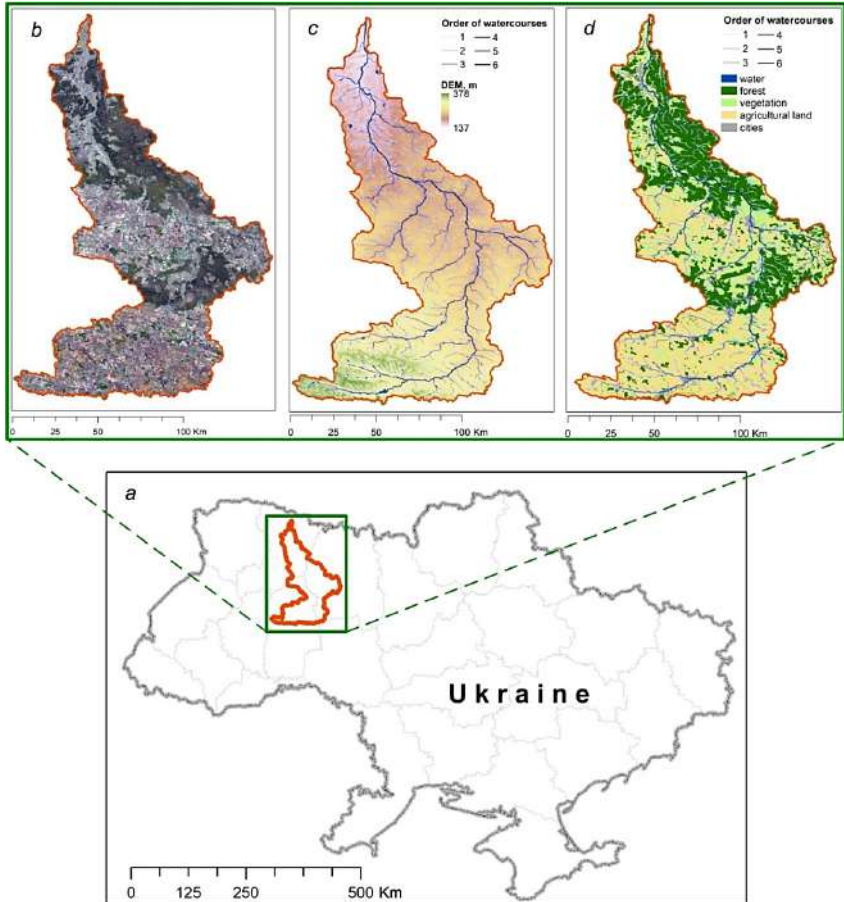 b
0 50 100 Km
c
Order of watercourses
1 4
2 5
3 6
DEM, m
378
137
0 25 50 100 Km
d
Order of watercourses
1 4
2 5
3 6
water
forest
vegetation
agricultural land
cities
0 25 50 100 Km
a
Ukraine
0 125 250 500 Km